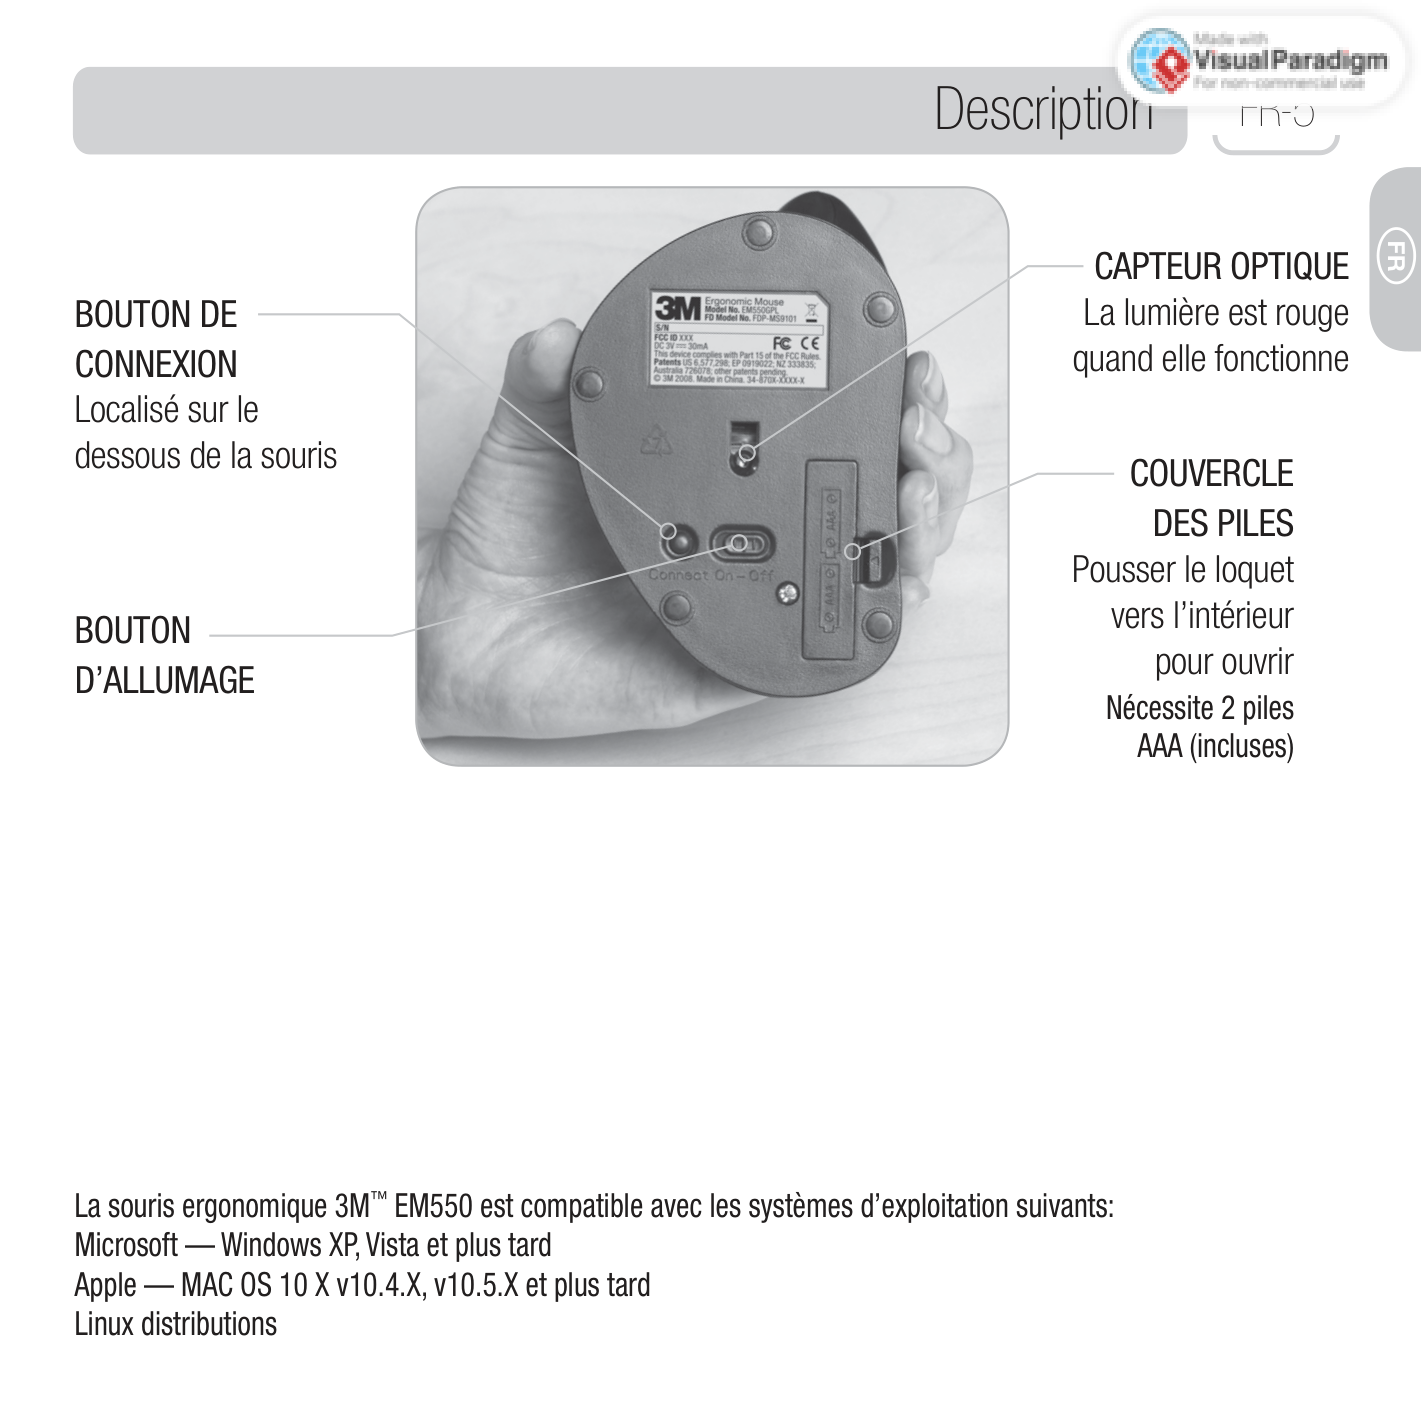 Made with
VisualParadigm
For non-commercial use
Description
FR-5
FR
BOUTON DE
CONNEXION
Localisé sur le
dessous de la souris
BOUTON
D’ALLUMAGE
3M Ergonomic Mouse
Model No. EM550GPL
FD Model No. FDP-MS9101
S/N
FCC ID XXX
DC 3V 30mA
FC CE
This device complies with Part 15 of the FCC Rules.
Patents US 6,577,298; EP 0919022; NZ 333835;
Australia 726078; other patents pending.
© 3M 2008. Made in China. 34-870X-XXXX-X
Connect On – Off
AAA
AAA
CAPTEUR OPTIQUE
La lumière est rouge
quand elle fonctionne
COUVERCLE
DES PILES
Pousser le loquet
vers l’intérieur
pour ouvrir
Nécessite 2 piles
AAA (incluses)
La souris ergonomique 3M™ EM550 est compatible avec les systèmes d’exploitation suivants:
Microsoft — Windows XP, Vista et plus tard
Apple — MAC OS 10 X v10.4.X, v10.5.X et plus tard
Linux distributions